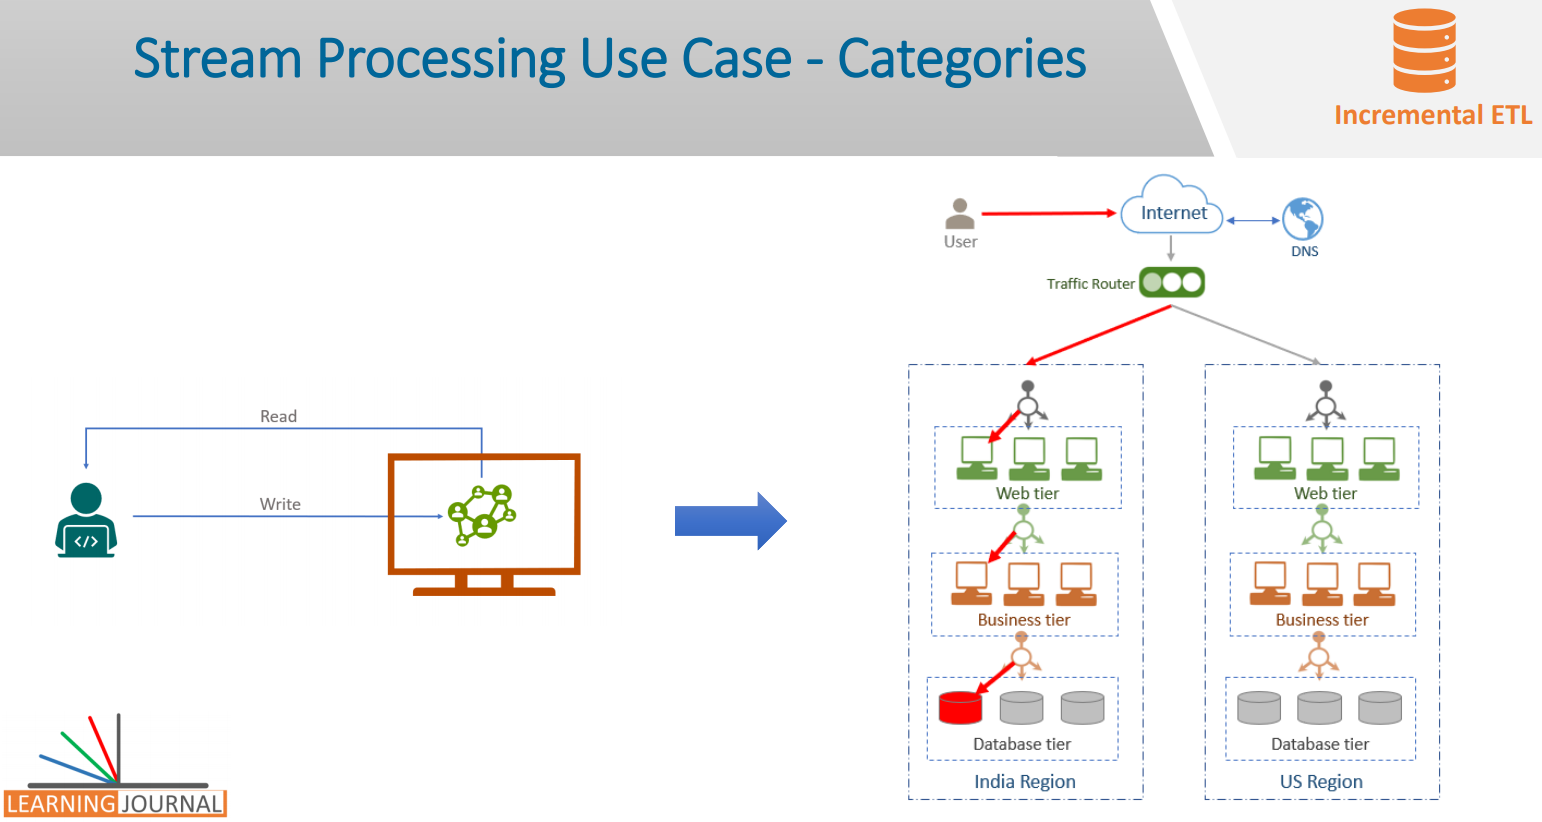 Stream Processing Use Case - Categories
Incremental ETL
User
Internet
DNS
Traffic Router
Read
Write
</>
Web tier
Business tier
Database tier
India Region
Web tier
Business tier
Database tier
US Region
LEARNING JOURNAL